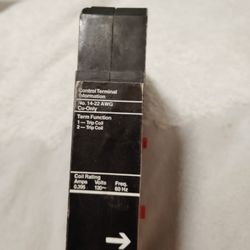 Control Terminal
Information
No. 14-22 AWG
Cu-Only
Term Function
1 — Trip Coil
2 — Trip Coil
Coil Rating
Amps Volts Freq.
0.395 120~ 60 Hz